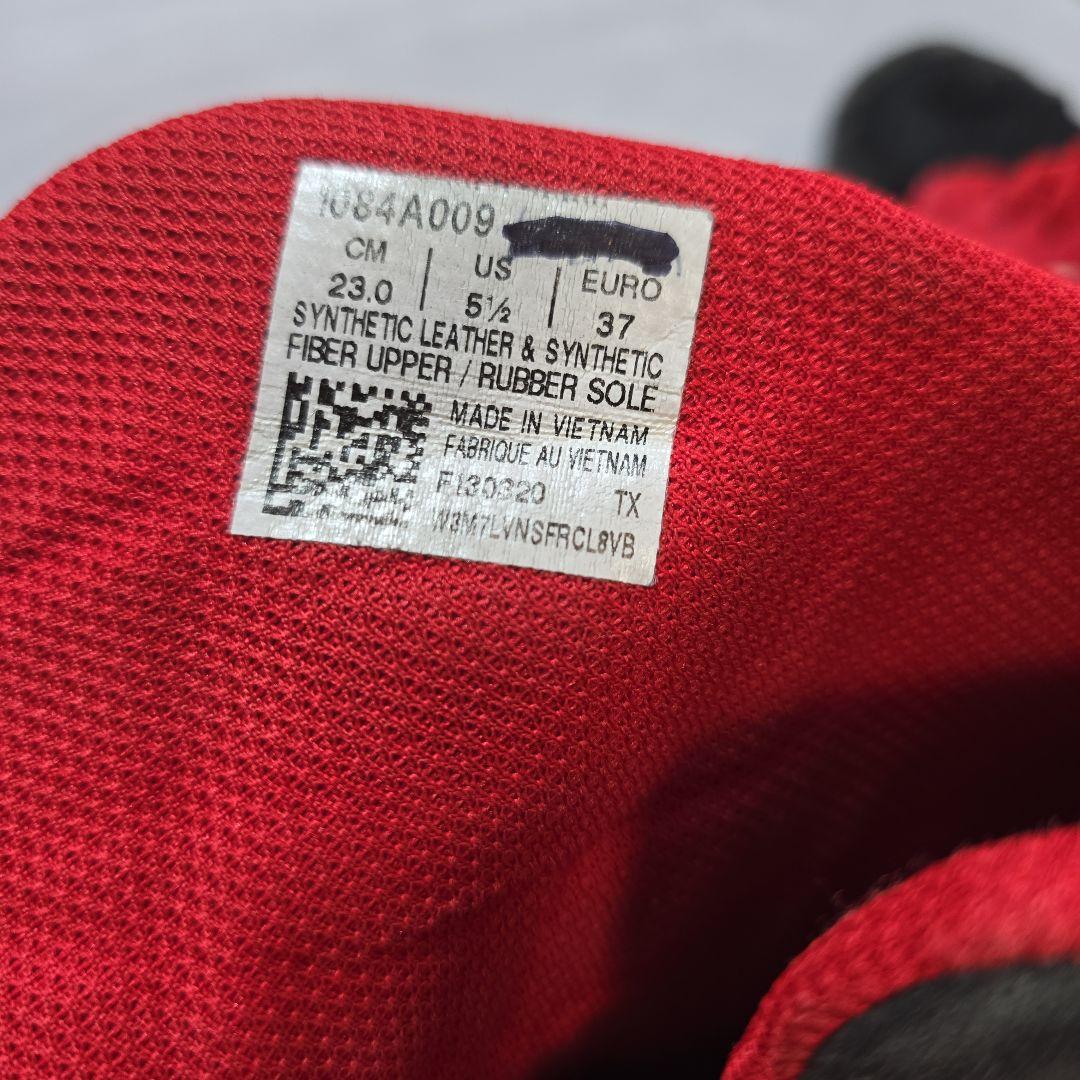 1084A009
CM | US | EURO
23.0 | 5½ | 37
SYNTHETIC LEATHER & SYNTHETIC
FIBER UPPER / RUBBER SOLE
MADE IN VIETNAM
FABRIQUE AU VIETNAM
F130320 TX
W3M7LVNSFRCL8VB